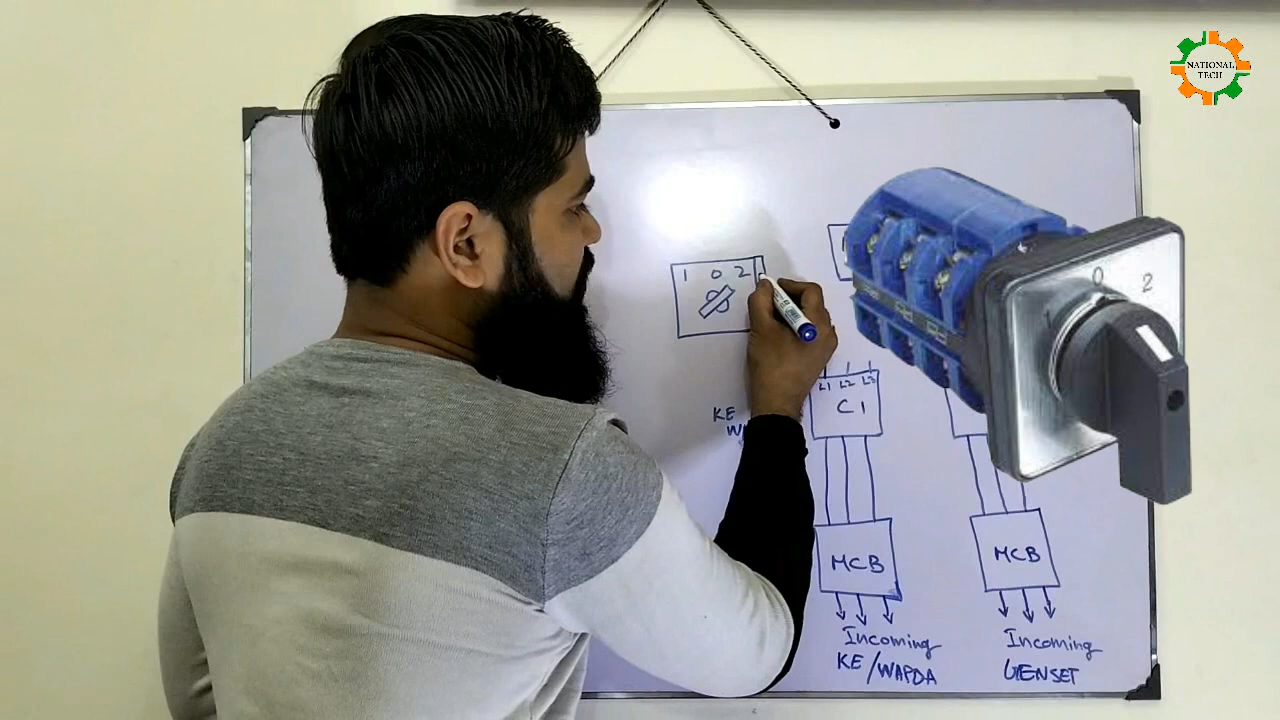 NATIONAL
TECH
1 0 2
0
2
KE
L1 L2 L3
C1
MCB
MCB
Incoming
KE/WAPDA
Incoming
GENSET